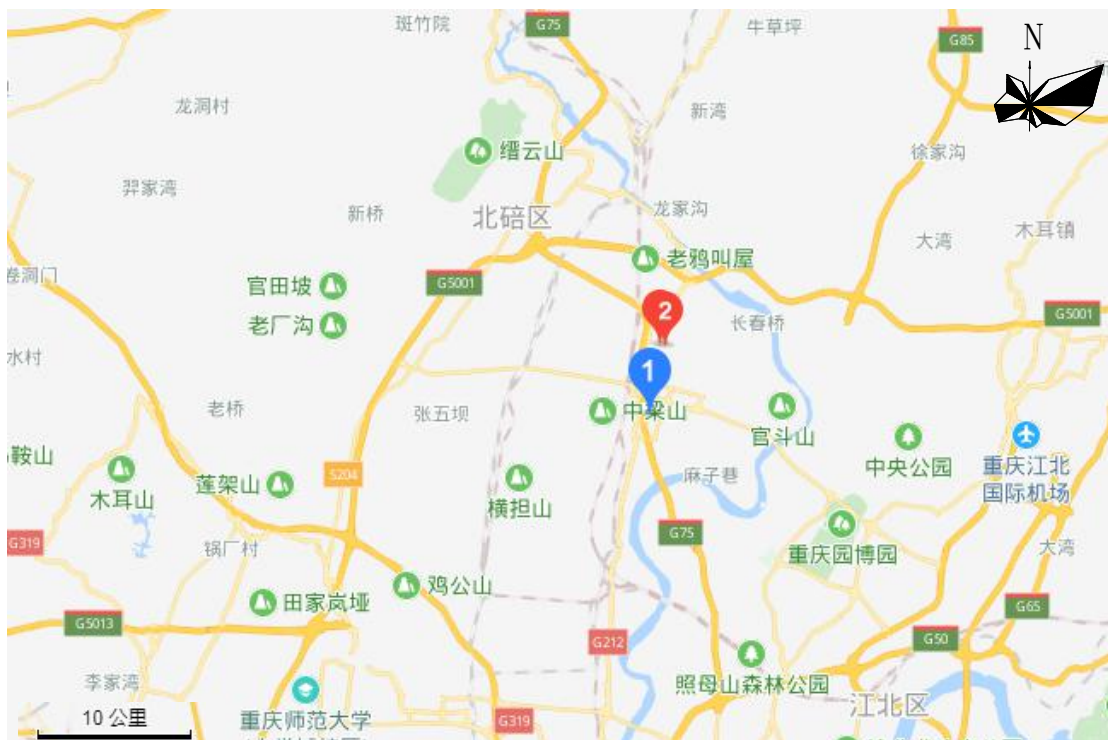 斑竹院
G75
牛草坪
G85
N
龙洞村
新湾
缙云山
徐家沟
羿家湾
新桥
北碚区
龙家沟
木耳镇
大湾
老鸦叫屋
卷洞门
官田坡
G5001
2
G5001
老厂沟
长春桥
水村
1
老桥
张五坝
中梁山
官斗山
中央公园
重庆江北
国际机场
鞍山
木耳山
莲架山
S204
横担山
麻子巷
G319
锅厂村
G75
重庆园博园
大湾
鸡公山
田家岚垭
G65
G5013
G212
G50
李家湾
照母山森林公园
江北区
10 公里
重庆师范大学
G319